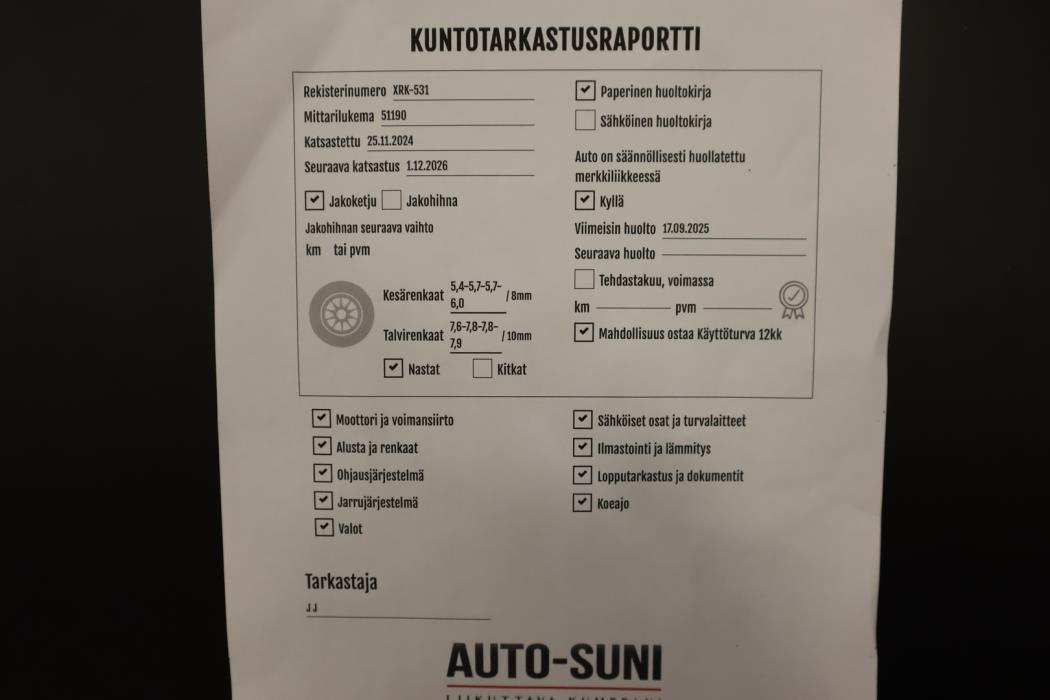 KUNTOTARKASTUSRAPORTTI
Rekisterinumero XRK-531
Mittarilukema 51190
Katsastettu 25.11.2024
Seuraava katsastus 1.12.2026
Jakoketju Jakohihna
Jakohihnan seuraava vaihto
km tai pvm
Kesärenkaat 5,4-5,7-5,7-
6,0 / 8mm
Talvirenkaat 7,6-7,8-7,8-
7,9 / 10mm
Nastat Kitkat
Paperinen huoltokirja
Sähköinen huoltokirja
Auto on säännöllisesti huollatettu
merkkiliikkeessä
Kyllä
Viimeisin huolto 17.09.2025
Seuraava huolto
Tehdastakuu, voimassa
km pvm
Mahdollisuus ostaa Käyttöturva 12kk
Moottori ja voimansiirto
Alusta ja renkaat
Ohjausjärjestelmä
Jarrujärjestelmä
Valot
Sähköiset osat ja turvalaitteet
Ilmastointi ja lämmitys
Lopputarkastus ja dokumentit
Koeajo
Tarkastaja
JJ
AUTO-SUNI